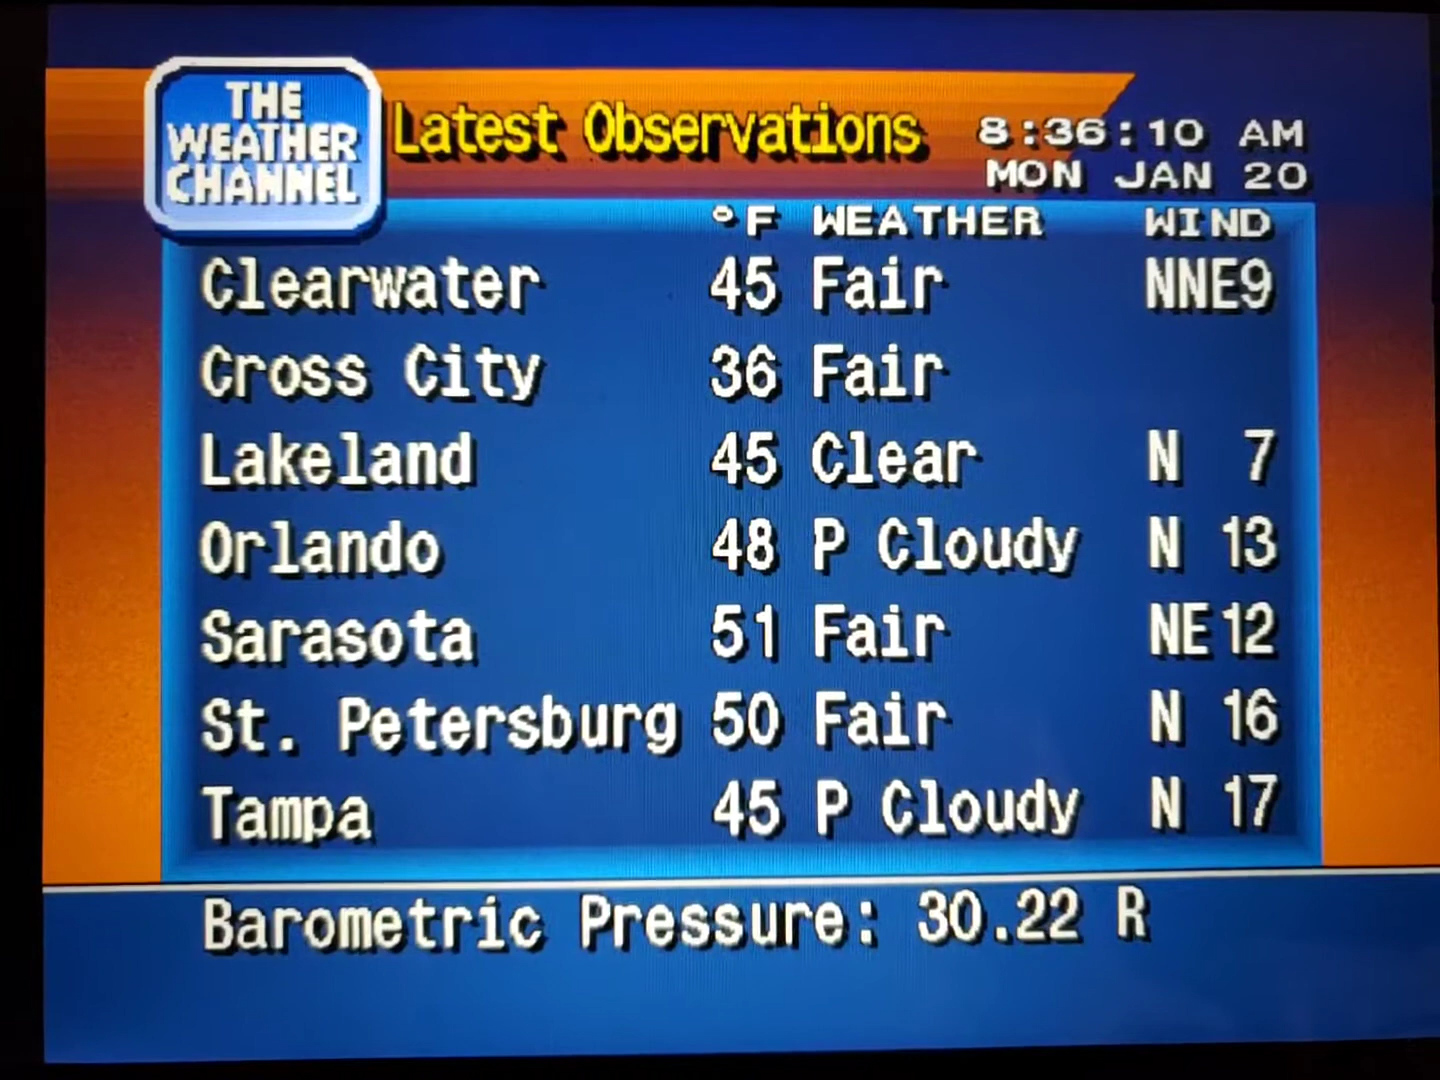 THE
WEATHER
CHANNEL
Latest Observations
8:36:10 AM
MON JAN 20
°F WEATHER WIND
Clearwater 45 Fair NNE9
Cross City 36 Fair
Lakeland 45 Clear N 7
Orlando 48 P Cloudy N 13
Sarasota 51 Fair NE12
St. Petersburg 50 Fair N 16
Tampa 45 P Cloudy N 17
Barometric Pressure: 30.22 R